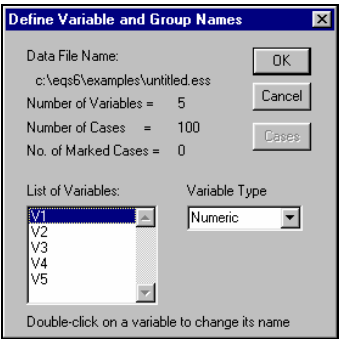 Define Variable and Group Names
Data File Name:
c:\eqs6\examples\untitled.ess
Number of Variables = 5
Number of Cases = 100
No. of Marked Cases = 0
OK
Cancel
Cases
List of Variables:
V1
V2
V3
V4
V5
Variable Type
Numeric
Double-click on a variable to change its name